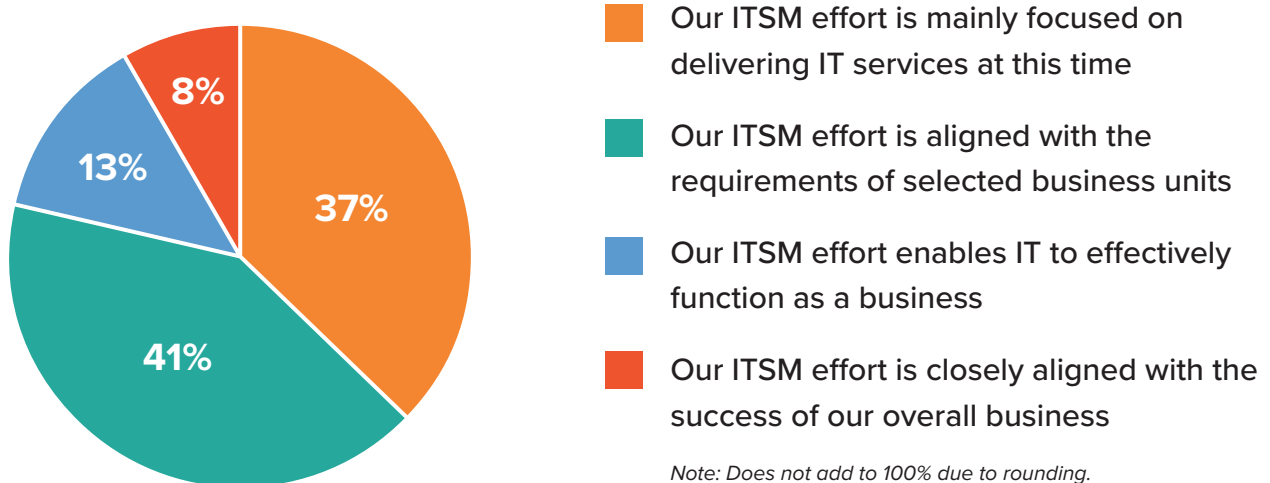 8%
13%
37%
41%
Our ITSM effort is mainly focused on
delivering IT services at this time
Our ITSM effort is aligned with the
requirements of selected business units
Our ITSM effort enables IT to effectively
function as a business
Our ITSM effort is closely aligned with the
success of our overall business
Note: Does not add to 100% due to rounding.